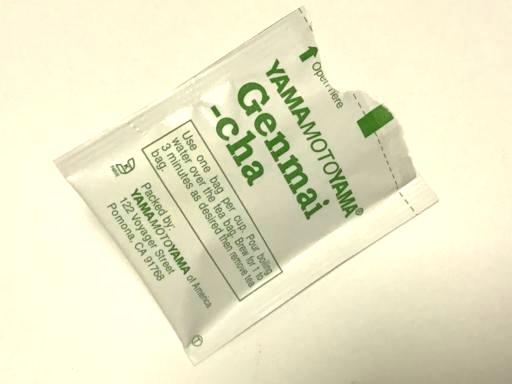 Open Here
YAMAMOTOYAMA®
Genmai
-cha
Use one bag per cup. Pour boiling
water over the tea bag. Brew for 1 to
3 minutes as desired then remove tea
bag.
Packed by:
YAMAMOTOYAMA of America
122 Voyager Street
Pomona, CA 91768